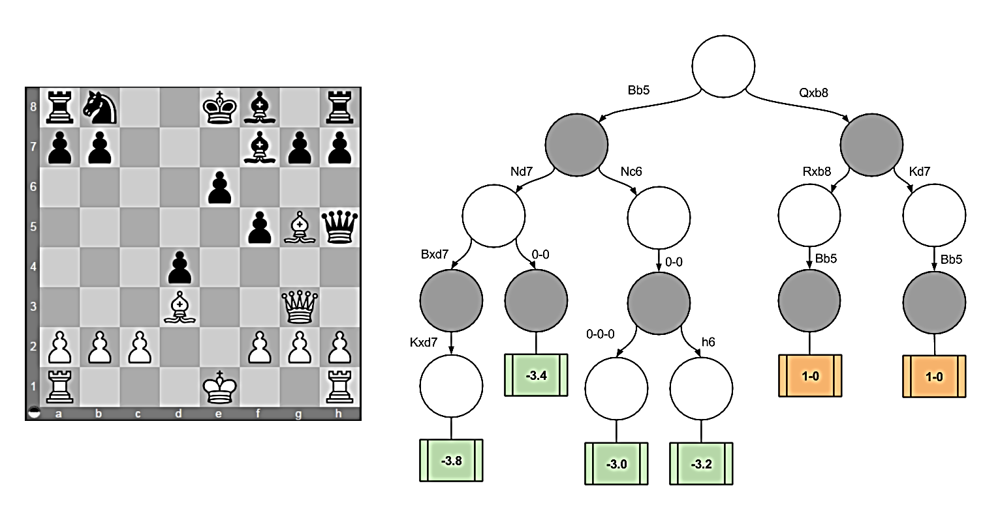 8
7
6
5
4
3
2
1
a b c d e f g h
Bb5 Qxb8
Nd7 Nc6 Rxb8 Kd7
Bxd7 0-0 0-0 Bb5 Bb5
Kxd7 0-0-0 h6
-3.4 1-0 1-0
-3.8 -3.0 -3.2